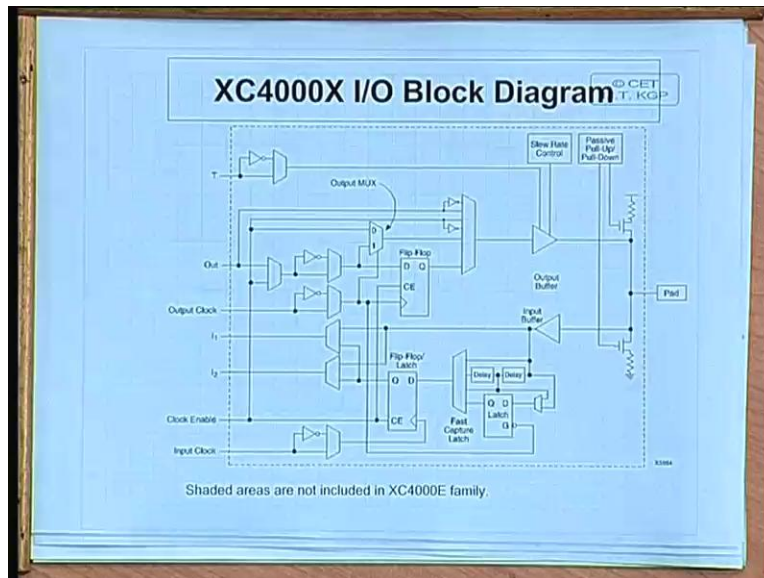 XC4000X I/O Block Diagram
© CET
I.T. KGP
Slew Rate
Control
Passive
Pull-Up/
Pull-Down
T
Output MUX
0
1
Out
Flip-Flop
D Q
CE
Output
Buffer
Pad
Output Clock
Input
Buffer
I1
I2
Flip-Flop/
Latch
Q D
CE
Delay
Delay
Q D
Latch
G
Fast
Capture
Latch
Clock Enable
Input Clock
Shaded areas are not included in XC4000E family.